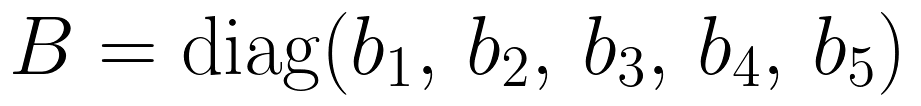 B = diag(b₁, b₂, b₃, b₄, b₅)